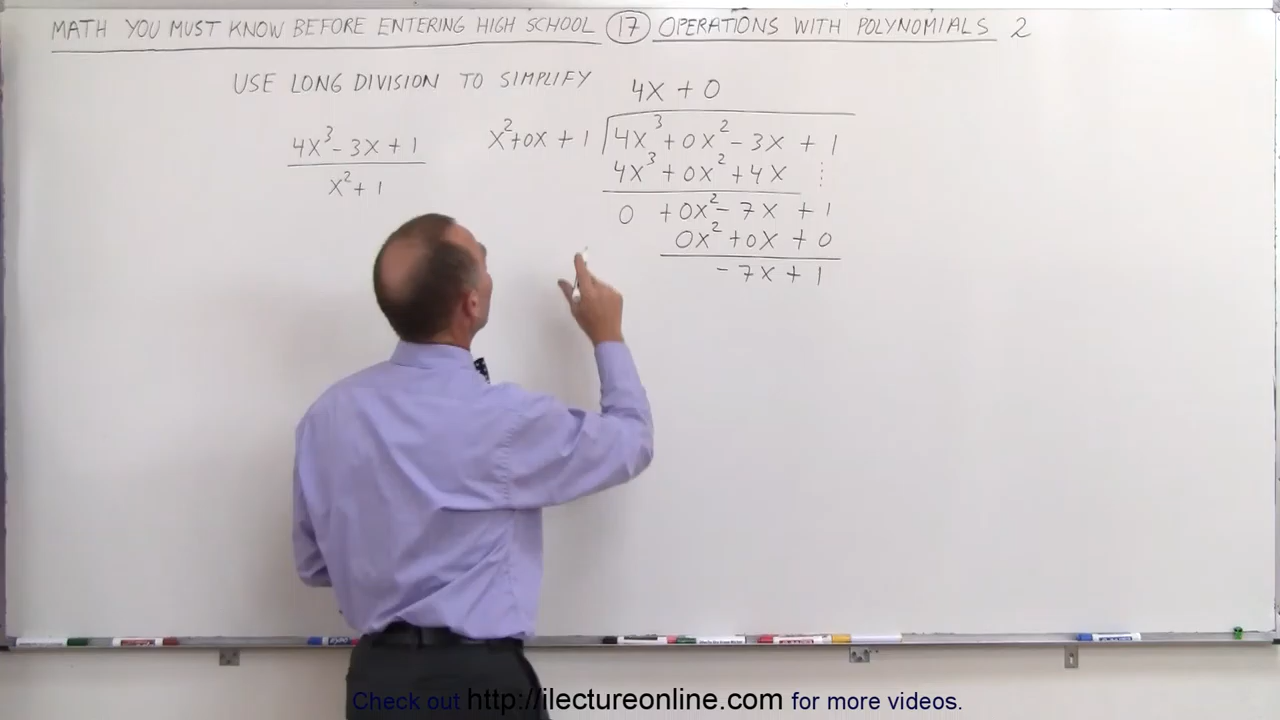 MATH YOU MUST KNOW BEFORE ENTERING HIGH SCHOOL 17 OPERATIONS WITH POLYNOMIALS 2
USE LONG DIVISION TO SIMPLIFY
4X³ - 3X + 1
X² + 1
4X + 0
X² + 0X + 1 4X³ + 0X² - 3X + 1
4X³ + 0X² + 4X
0 + 0X² - 7X + 1
0X² + 0X + 0
- 7X + 1
Check out http://ilectureonline.com for more videos.